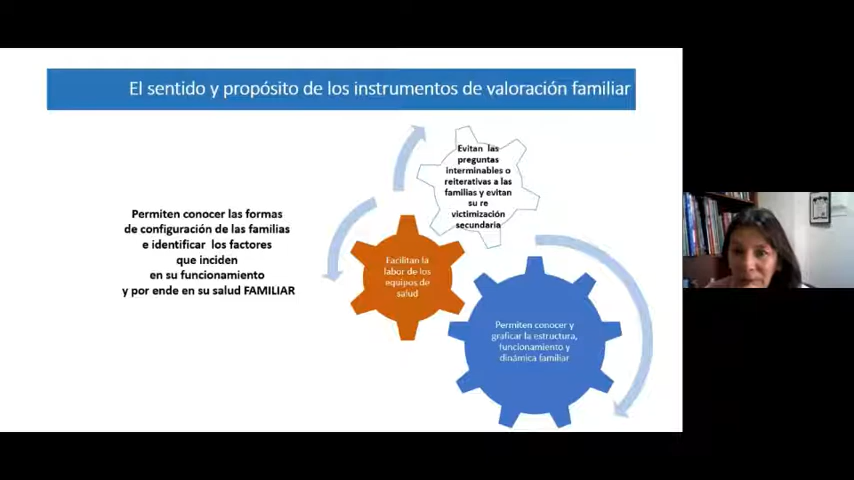 El sentido y propósito de los instrumentos de valoración familiar
Permiten conocer las formas
de configuración de las familias
e identificar los factores
que inciden
en su funcionamiento
y por ende en su salud FAMILIAR
Evitan las
preguntas
interminables o
reiterativas a las
familias y evitan
su re
victimización
secundaria
Facilitan la
labor de los
equipos de
salud
Permiten conocer y
graficar la estructura,
funcionamiento y
dinámica familiar